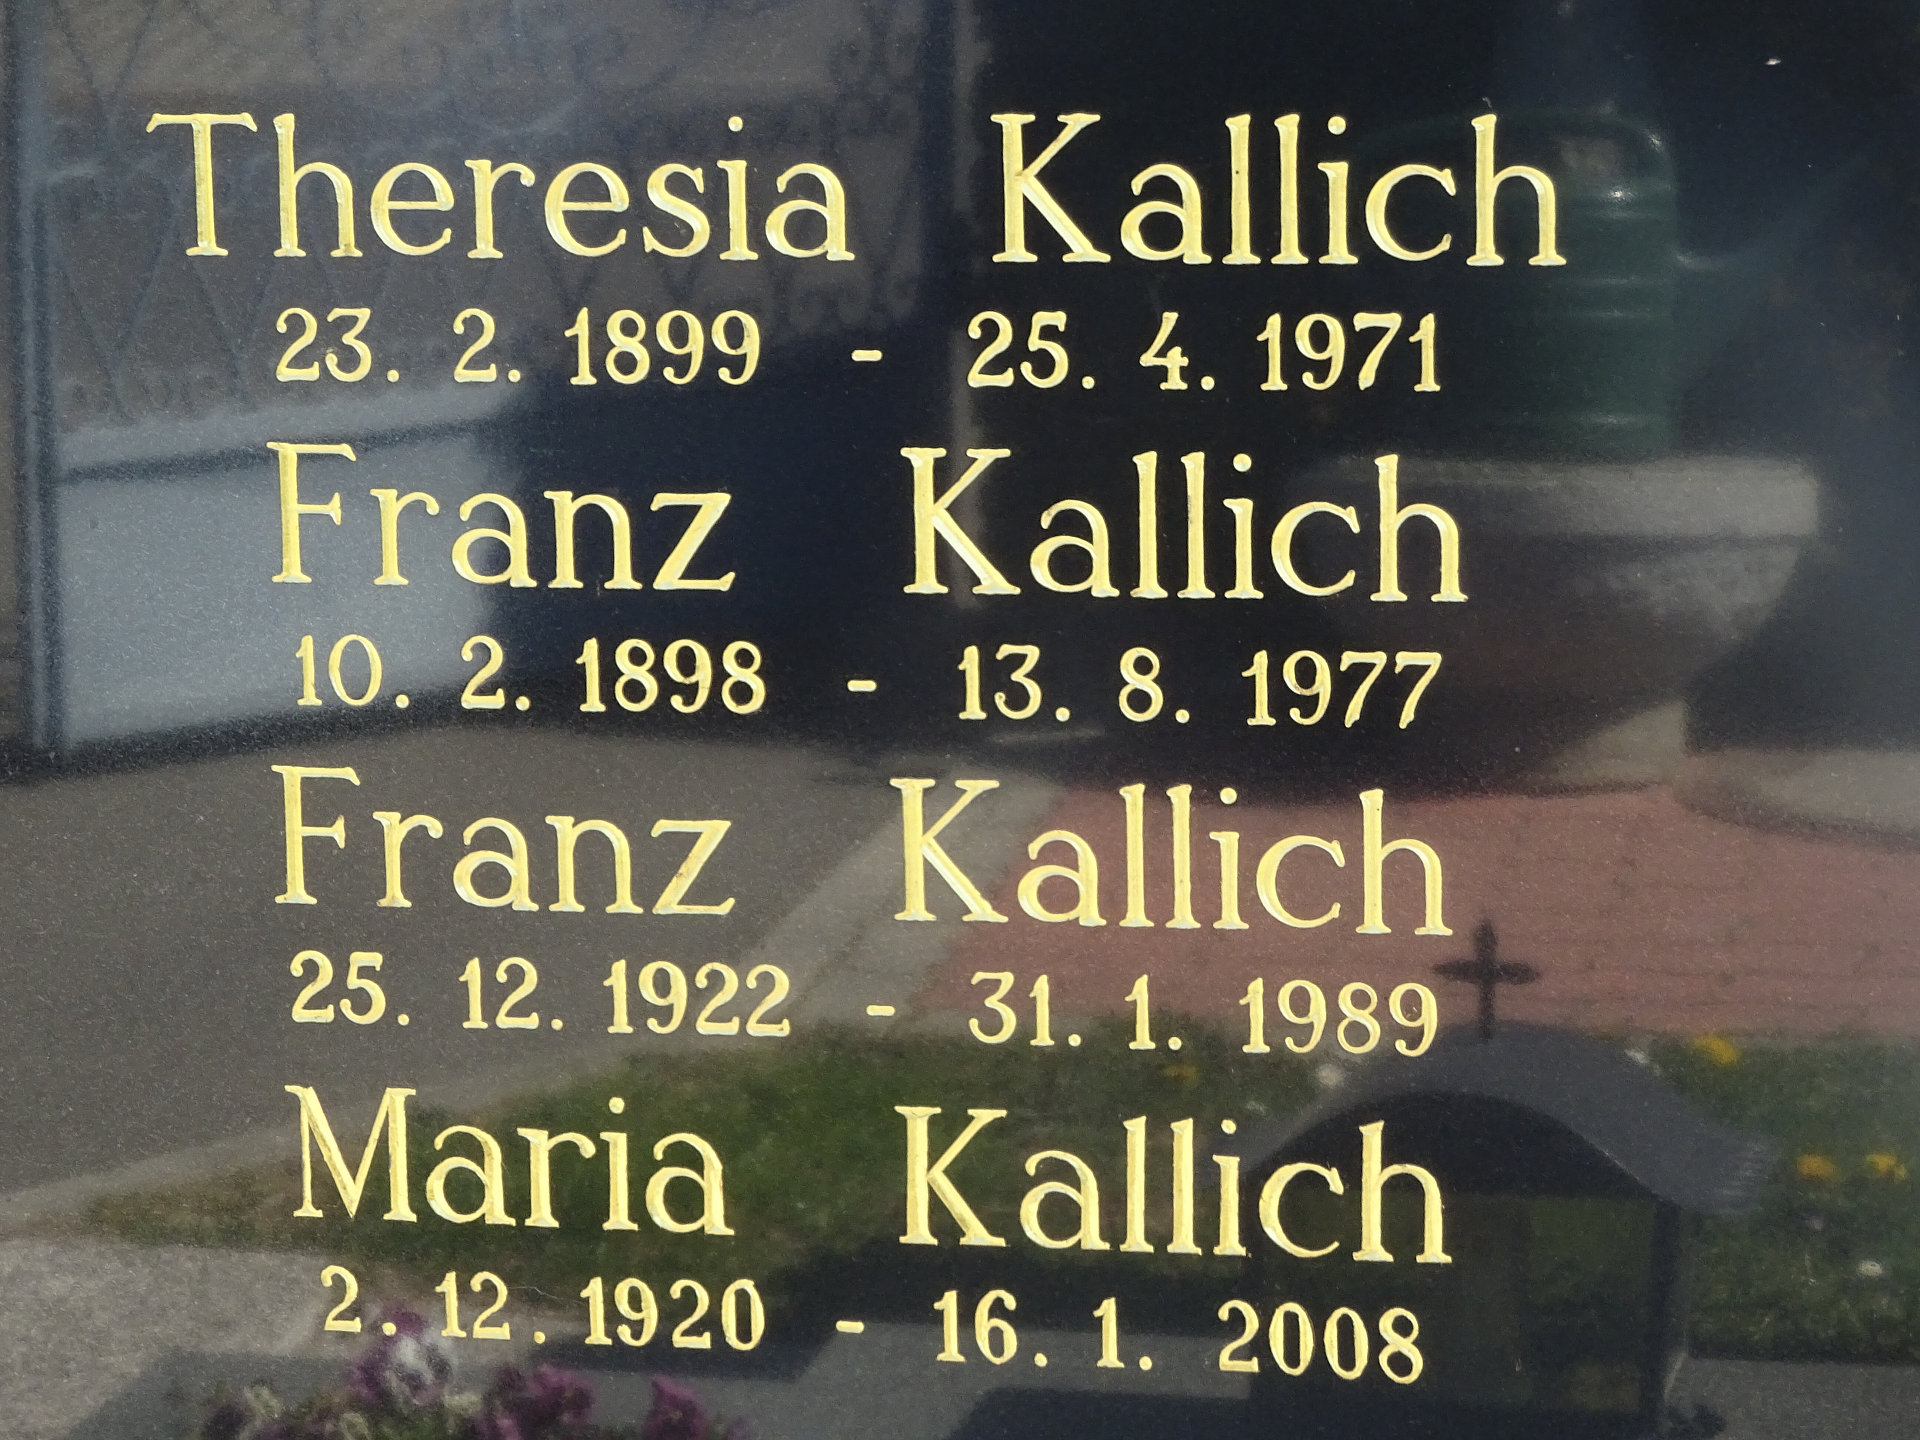 Theresia Kallich
23. 2. 1899 - 25. 4. 1971
Franz Kallich
10. 2. 1898 - 13. 8. 1977
Franz Kallich
25. 12. 1922 - 31. 1. 1989
Maria Kallich
2. 12. 1920 - 16. 1. 2008